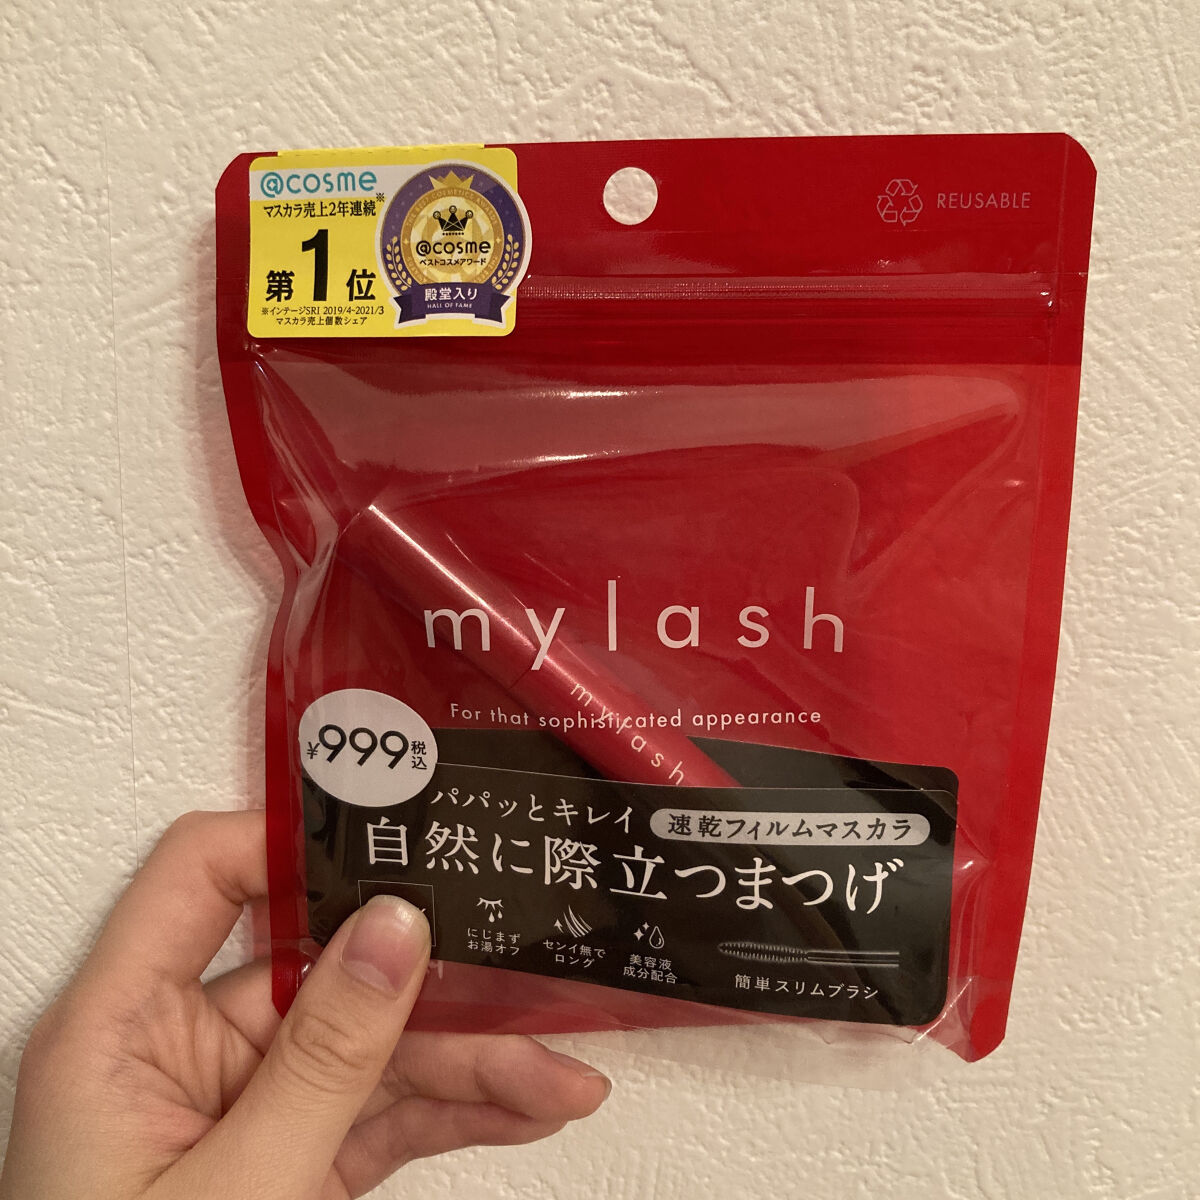 @cosme
マスカラ売上2年連続※
第1位
※インテージSRI 2019/4~2021/3
マスカラ売上個数シェア
@cosme
ベストコスメアワード
殿堂入り
HALL OF FAME
REUSABLE
mylash
For that sophisticated appearance
mylash
¥999税込
パパッとキレイ
速乾フィルムマスカラ
自然に際立つまつげ
にじまず
お湯オフ
センイ無で
ロング
美容液
成分配合
簡単スリムブラシ